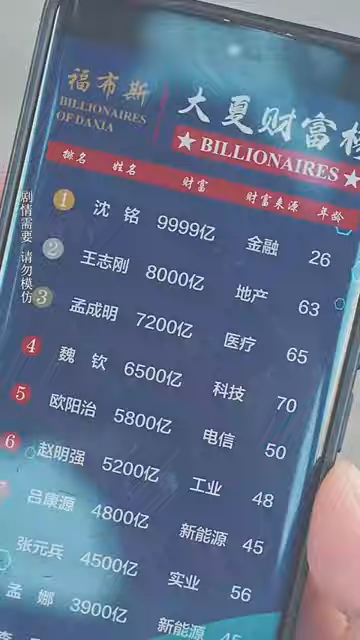 福布斯
BILLIONAIRES
OF DAXIA
大夏财富榜
★BILLIONAIRES★
排名 姓名 财富 财富来源 年龄
1 沈铭 9999亿 金融 26
2 王志刚 8000亿 地产 63
3 孟成明 7200亿 医疗 65
4 魏钦 6500亿 科技 70
5 欧阳治 5800亿 电信 50
6 赵明强 5200亿 工业 48
吕康源 4800亿 新能源 45
张元兵 4500亿 实业 56
孟娜 3900亿 新能源 45
剧情需要 请勿模仿